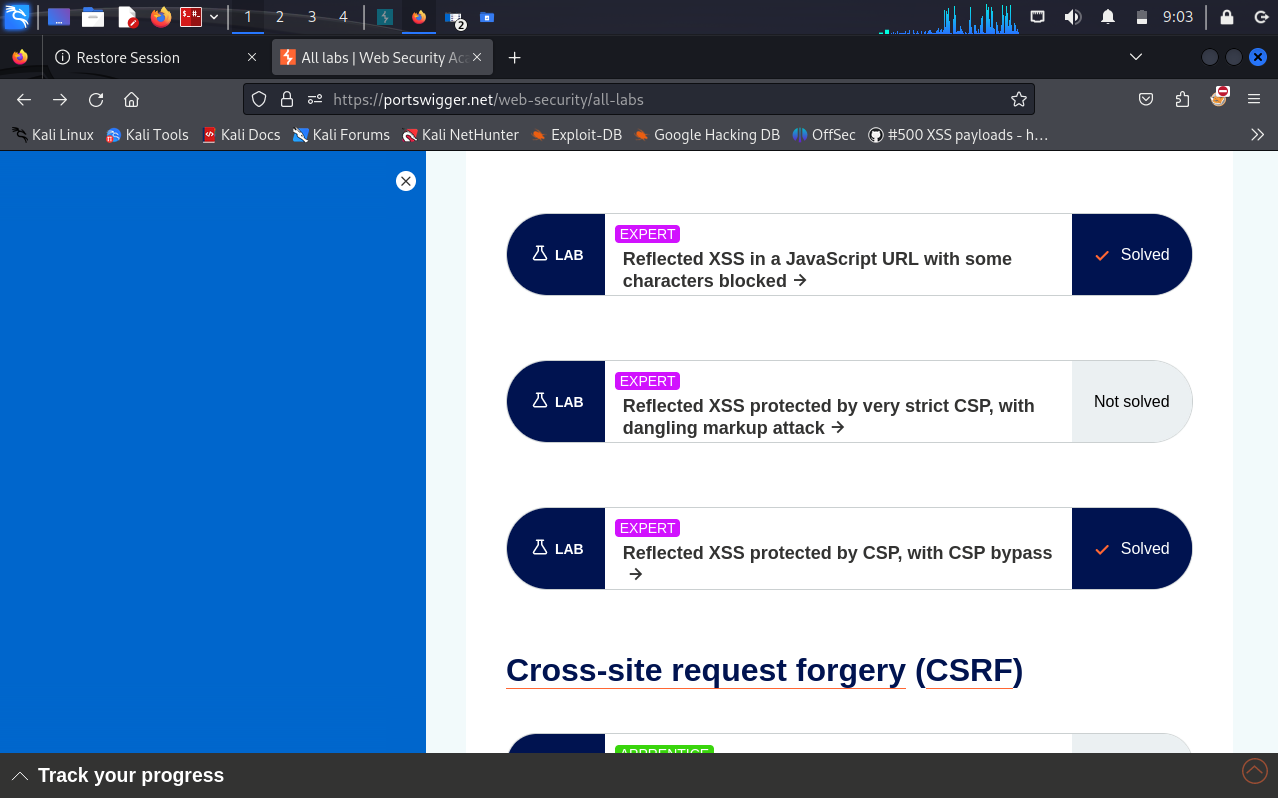 1 2 3 4
2
9:03
Restore Session
All labs | Web Security Aca
https://portswigger.net/web-security/all-labs
Kali Linux Kali Tools Kali Docs Kali Forums Kali NetHunter Exploit-DB Google Hacking DB OffSec #500 XSS payloads - h…
LAB
EXPERT
Reflected XSS in a JavaScript URL with some
characters blocked
Solved
LAB
EXPERT
Reflected XSS protected by very strict CSP, with
dangling markup attack
Not solved
LAB
EXPERT
Reflected XSS protected by CSP, with CSP bypass
Solved
Cross-site request forgery (CSRF)
APPRENTICE
Track your progress